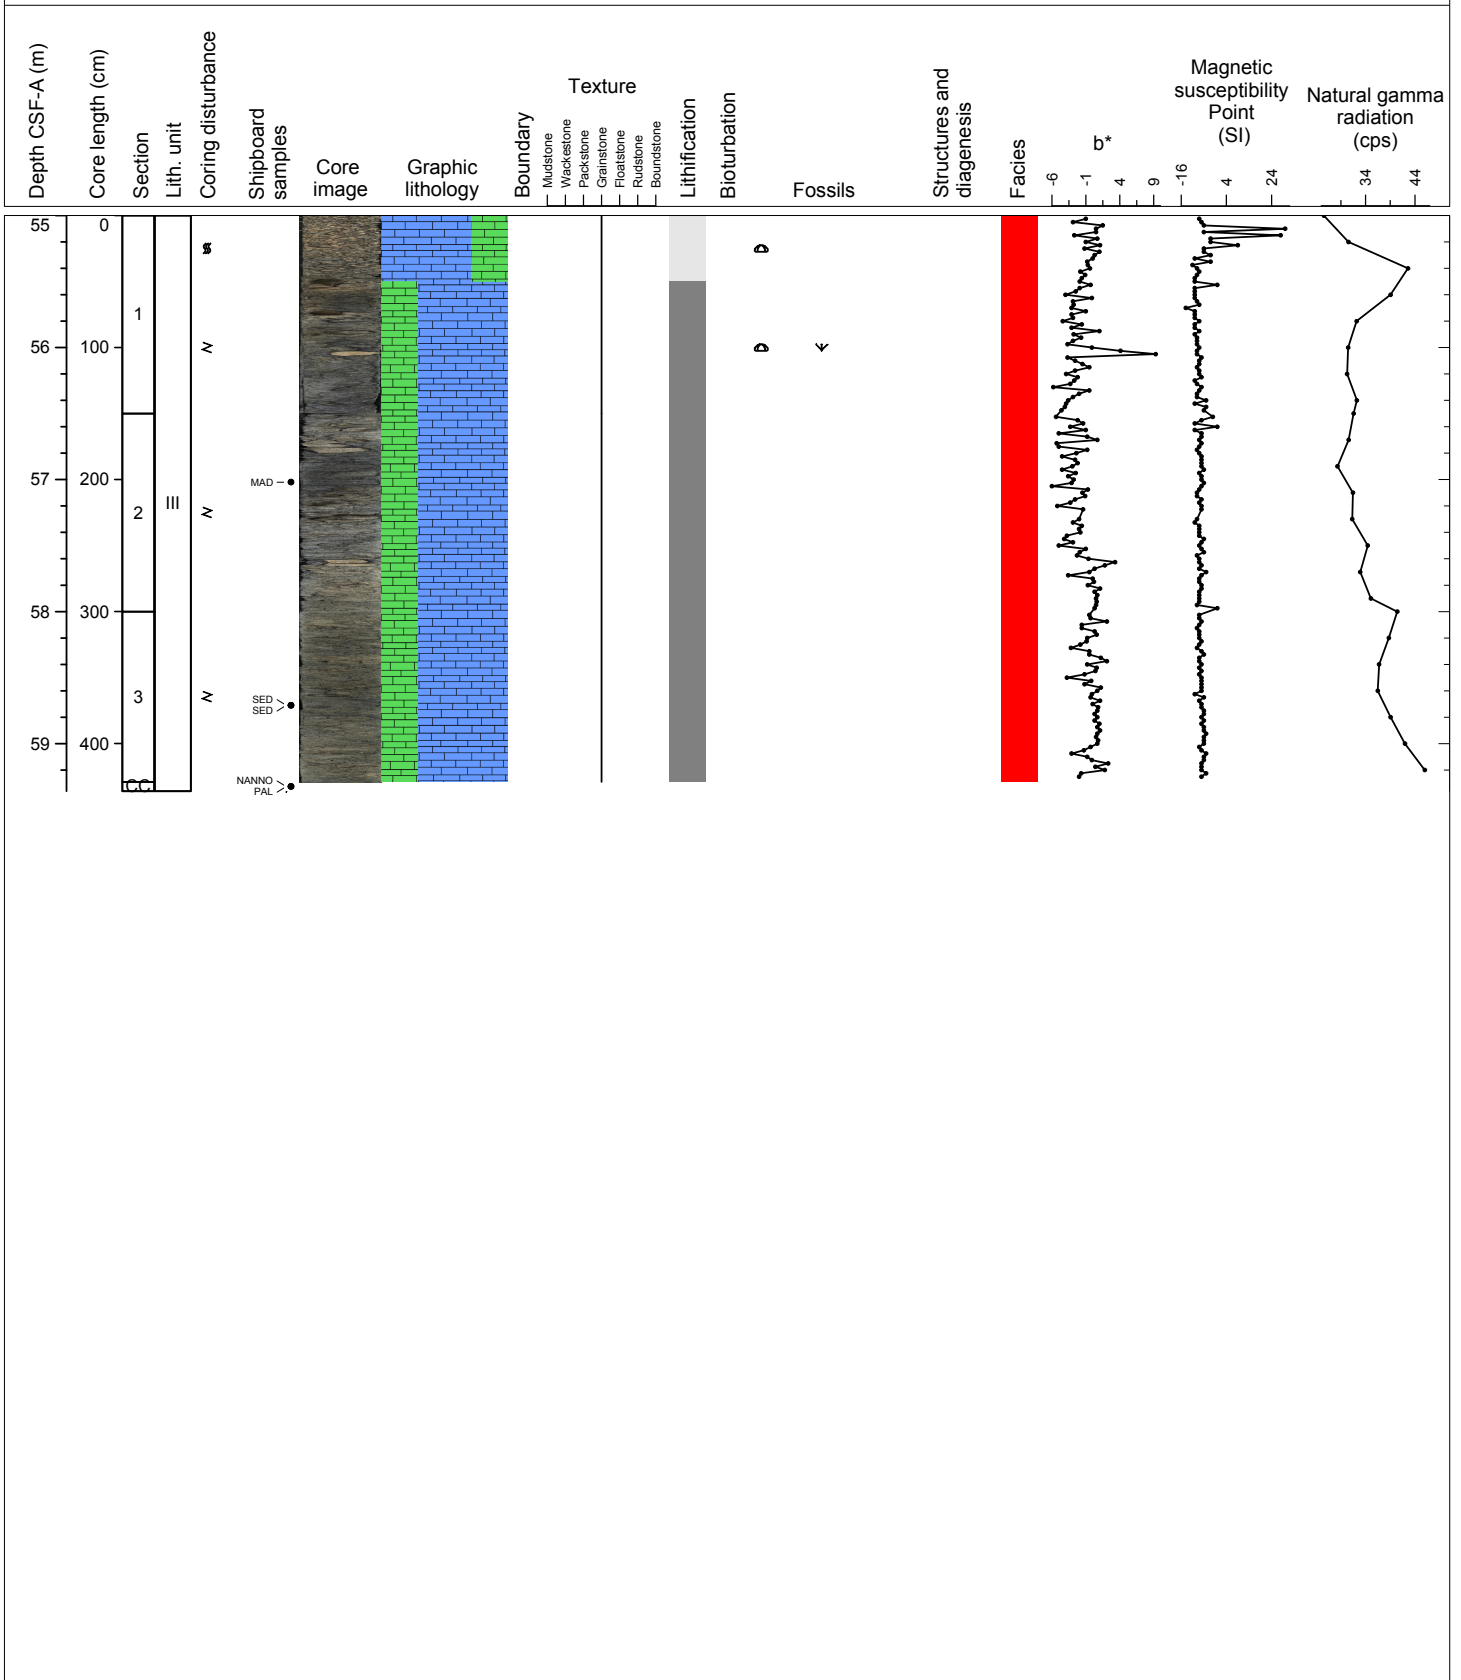 Depth CSF-A (m)
Core length (cm)
Section
Lith. unit
Coring disturbance
Shipboard
samples
Core
image
Graphic
lithology
Boundary
Texture
Mudstone
Wackestone
Packstone
Grainstone
Floatstone
Rudstone
Boundstone
Lithification
Bioturbation
Fossils
Structures and
diagenesis
Facies
b*
-6 -1 4 9
Magnetic
susceptibility
Point
(SI)
-16 4 24
Natural gamma
radiation
(cps)
34 44
55 0
1
56 100
MAD
57 200
III
2
58 300
3
SED
SED
59 400
NANNO
CC
PAL